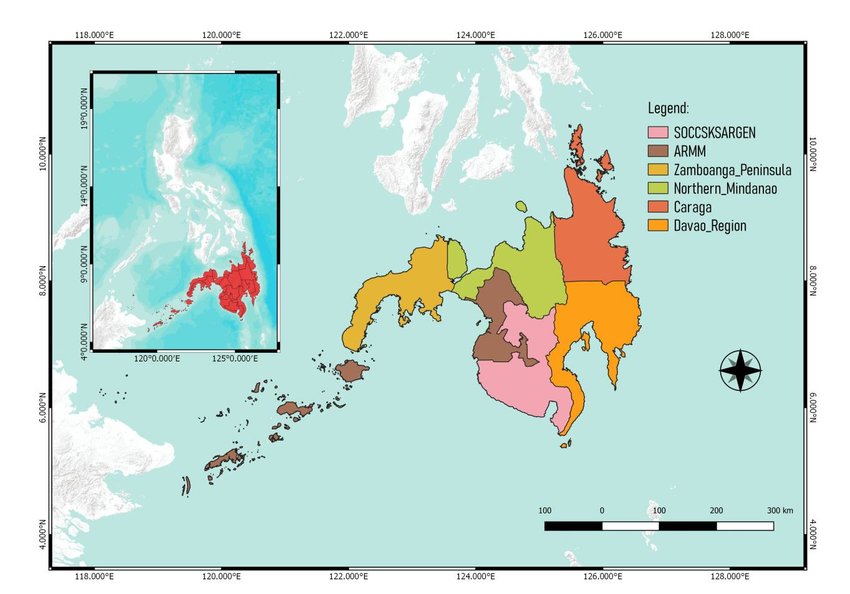 118.000°E 120.000°E 122.000°E 124.000°E 126.000°E 128.000°E
10.000°N
8.000°N
6.000°N
4.000°N
19°0.000'N
14°0.000'N
9°0.000'N
4°0.000'N
120°0.000'E 125°0.000'E
Legend:
SOCCSKSARGEN
ARMM
Zamboanga_Peninsula
Northern_Mindanao
Caraga
Davao_Region
10.000°N
8.000°N
6.000°N
4.000°N
100 0 100 200 300 km
118.000°E 120.000°E 122.000°E 124.000°E 126.000°E 128.000°E